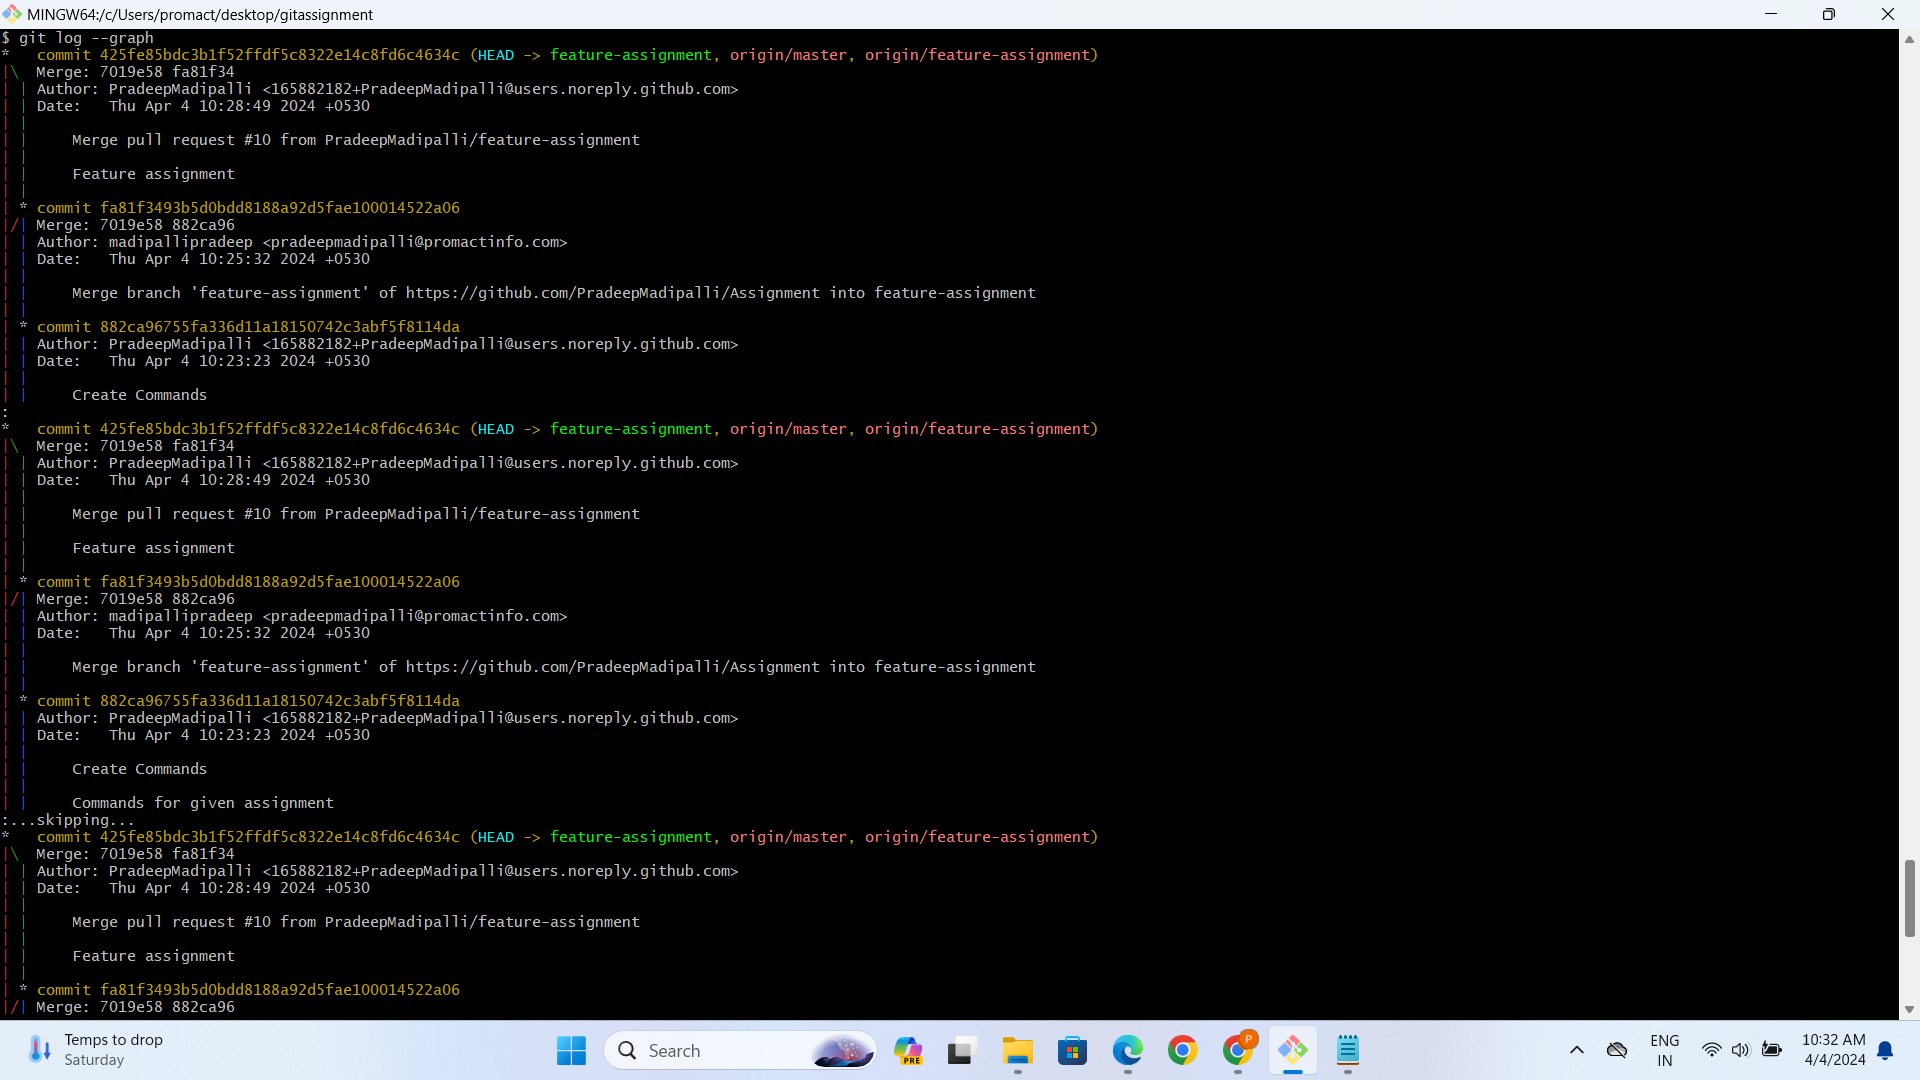 MINGW64:/c/Users/promact/desktop/gitassignment
$ git log --graph
*   commit 425fe85bdc3b1f52ffdf5c8322e14c8fd6c4634c (HEAD -> feature-assignment, origin/master, origin/feature-assignment)
|\  Merge: 7019e58 fa81f34
| | Author: PradeepMadipalli <165882182+PradeepMadipalli@users.noreply.github.com>
| | Date:   Thu Apr 4 10:28:49 2024 +0530
| |
| |     Merge pull request #10 from PradeepMadipalli/feature-assignment
| |
| |     Feature assignment
| |
| * commit fa81f3493b5d0bdd8188a92d5fae100014522a06
|/| Merge: 7019e58 882ca96
| | Author: madipallipradeep <pradeepmadipalli@promactinfo.com>
| | Date:   Thu Apr 4 10:25:32 2024 +0530
| |
| |     Merge branch 'feature-assignment' of https://github.com/PradeepMadipalli/Assignment into feature-assignment
| |
| * commit 882ca96755fa336d11a18150742c3abf5f8114da
| | Author: PradeepMadipalli <165882182+PradeepMadipalli@users.noreply.github.com>
| | Date:   Thu Apr 4 10:23:23 2024 +0530
| |
| |     Create Commands
:
*   commit 425fe85bdc3b1f52ffdf5c8322e14c8fd6c4634c (HEAD -> feature-assignment, origin/master, origin/feature-assignment)
|\  Merge: 7019e58 fa81f34
| | Author: PradeepMadipalli <165882182+PradeepMadipalli@users.noreply.github.com>
| | Date:   Thu Apr 4 10:28:49 2024 +0530
| |
| |     Merge pull request #10 from PradeepMadipalli/feature-assignment
| |
| |     Feature assignment
| |
| * commit fa81f3493b5d0bdd8188a92d5fae100014522a06
|/| Merge: 7019e58 882ca96
| | Author: madipallipradeep <pradeepmadipalli@promactinfo.com>
| | Date:   Thu Apr 4 10:25:32 2024 +0530
| |
| |     Merge branch 'feature-assignment' of https://github.com/PradeepMadipalli/Assignment into feature-assignment
| |
| * commit 882ca96755fa336d11a18150742c3abf5f8114da
| | Author: PradeepMadipalli <165882182+PradeepMadipalli@users.noreply.github.com>
| | Date:   Thu Apr 4 10:23:23 2024 +0530
| |
| |     Create Commands
| |
| |     Commands for given assignment
:...skipping...
*   commit 425fe85bdc3b1f52ffdf5c8322e14c8fd6c4634c (HEAD -> feature-assignment, origin/master, origin/feature-assignment)
|\  Merge: 7019e58 fa81f34
| | Author: PradeepMadipalli <165882182+PradeepMadipalli@users.noreply.github.com>
| | Date:   Thu Apr 4 10:28:49 2024 +0530
| |
| |     Merge pull request #10 from PradeepMadipalli/feature-assignment
| |
| |     Feature assignment
| |
| * commit fa81f3493b5d0bdd8188a92d5fae100014522a06
|/| Merge: 7019e58 882ca96
Temps to drop
Saturday
Search
PRE
P
ENG
IN
10:32 AM
4/4/2024